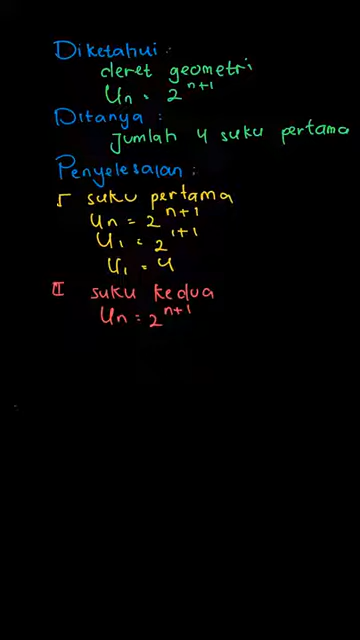 Diketahui :
deret geometri
Un = 2^n+1
Ditanya :
Jumlah 4 suku pertama
Penyelesaian :
I suku pertama
Un = 2^n+1
U1 = 2^1+1
U1 = 4
II suku kedua
Un = 2^n+1